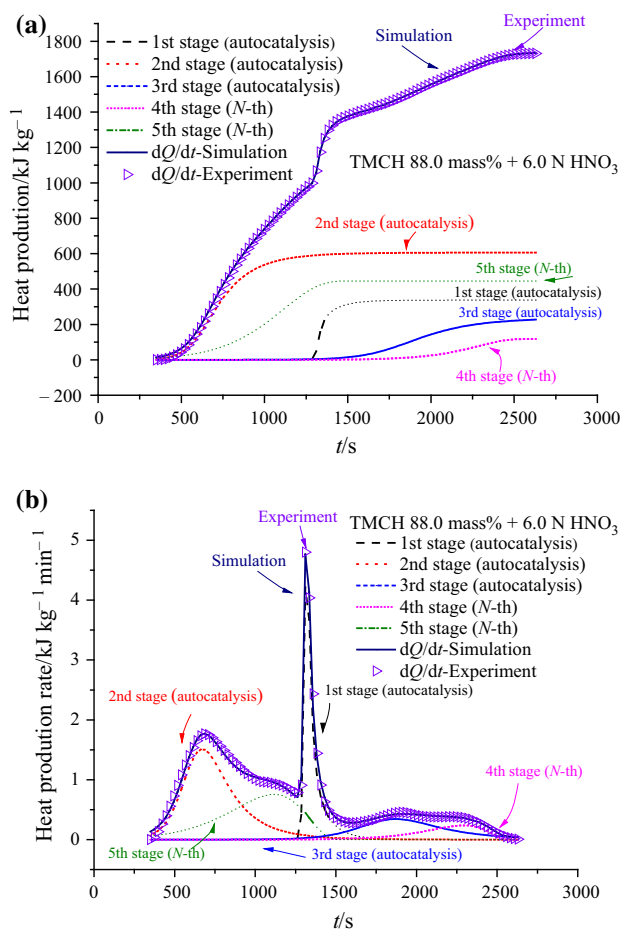 (a)
Heat prodution/kJ kg⁻¹
1800
1600
1400
1200
1000
800
600
400
200
0
−200
1st stage (autocatalysis)
2nd stage (autocatalysis)
3rd stage (autocatalysis)
4th stage (N-th)
5th stage (N-th)
dQ/dt-Simulation
dQ/dt-Experiment
Simulation
Experiment
TMCH 88.0 mass% + 6.0 N HNO₃
2nd stage (autocatalysis)
5th stage (N-th)
1st stage (autocatalysis)
3rd stage (autocatalysis)
4th stage (N-th)
0 500 1000 1500 2000 2500 3000
t/s
(b)
Heat prodution rate/kJ kg⁻¹ min⁻¹
5
4
3
2
1
0
Experiment
Simulation
TMCH 88.0 mass% + 6.0 N HNO₃
1st stage (autocatalysis)
2nd stage (autocatalysis)
3rd stage (autocatalysis)
4th stage (N-th)
5th stage (N-th)
dQ/dt-Simulation
dQ/dt-Experiment
2nd stage (autocatalysis)
1st stage (autocatalysis)
4th stage (N-th)
5th stage (N-th)
3rd stage (autocatalysis)
0 500 1000 1500 2000 2500 3000
t/s